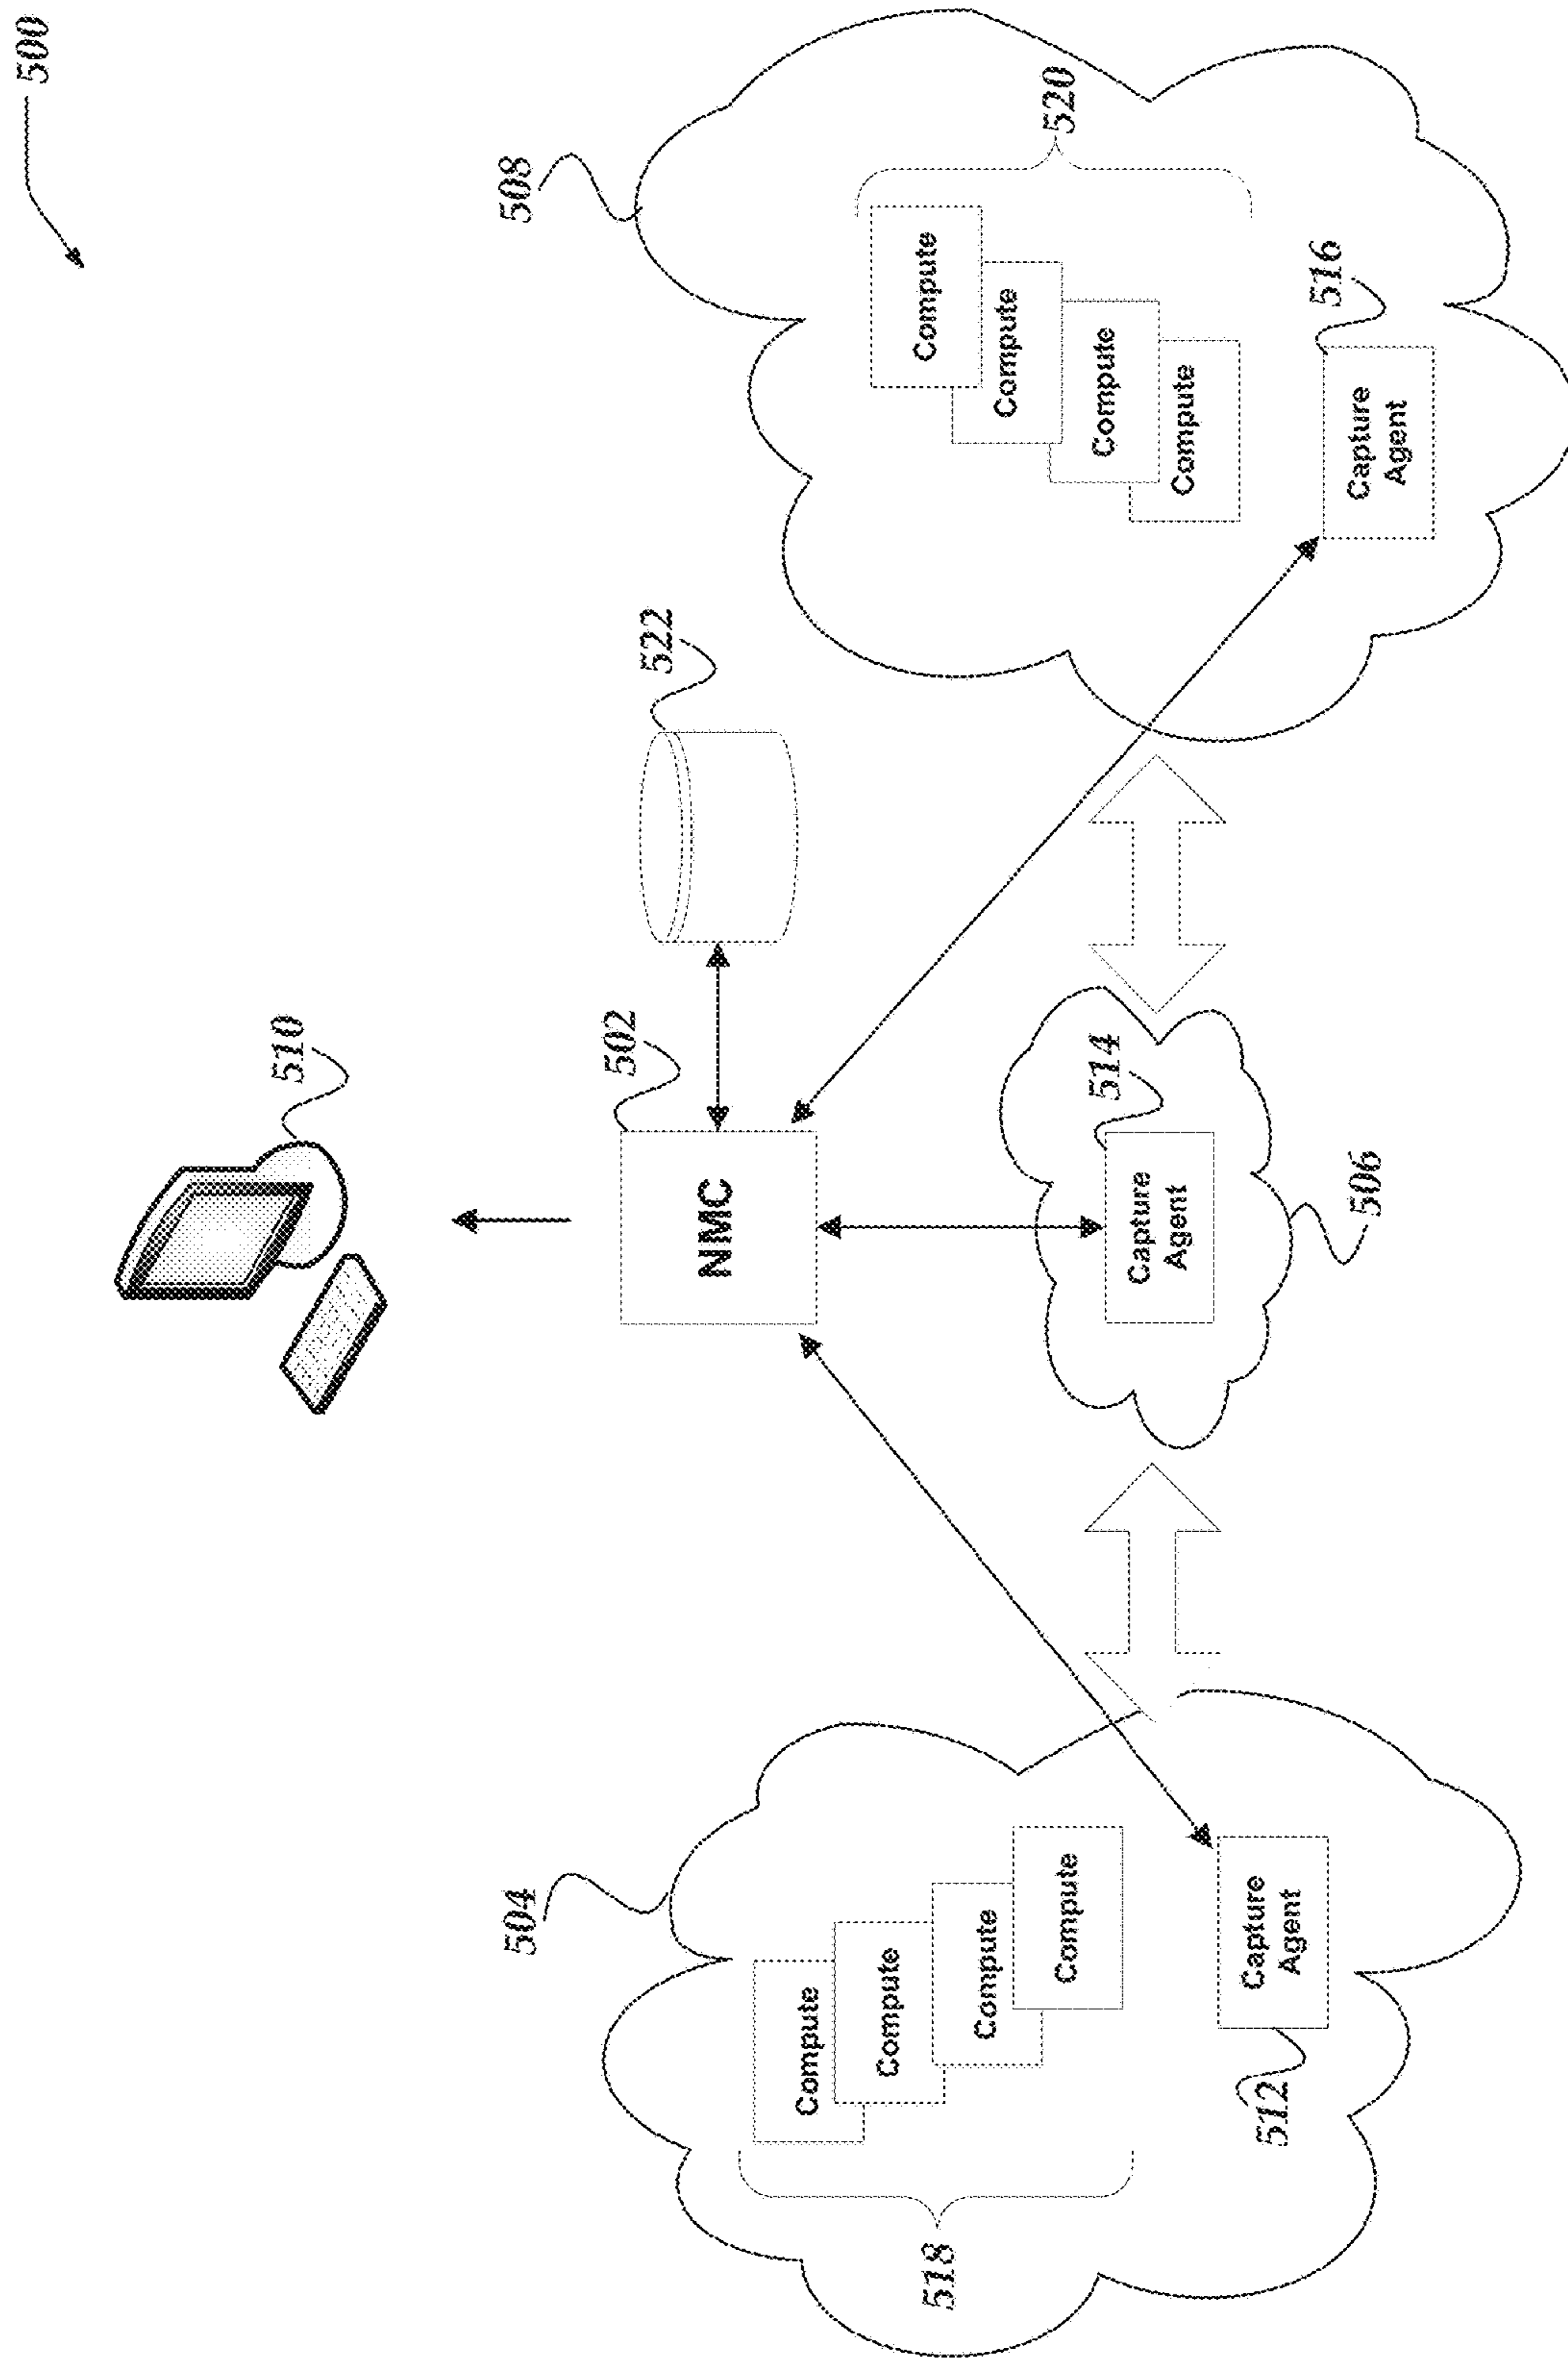 500
510
502
522
504
508
NMC
Compute
Compute
Compute
Compute
518
Capture
Agent
512
Capture
Agent
514
506
Compute
Compute
Compute
Compute
520
Capture
Agent
516